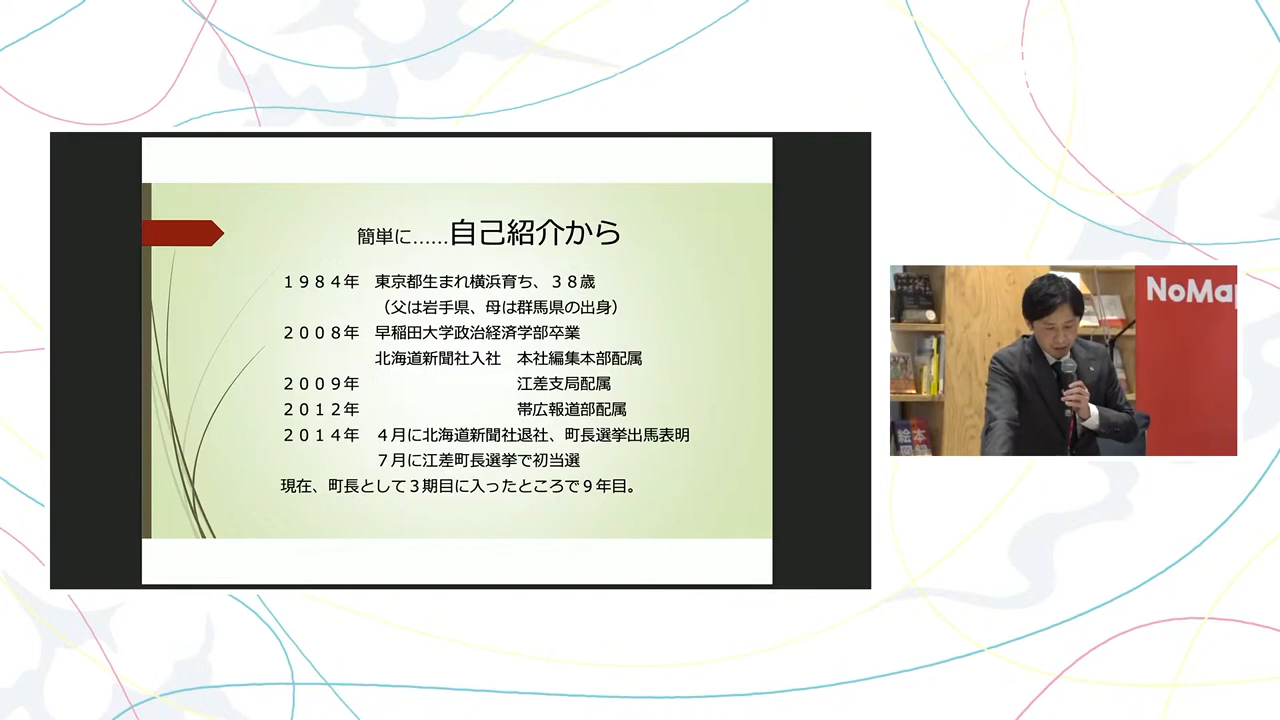 簡単に……自己紹介から
１９８４年　東京都生まれ横浜育ち、３８歳
（父は岩手県、母は群馬県の出身）
２００８年　早稲田大学政治経済学部卒業
北海道新聞社入社　本社編集本部配属
２００９年　江差支局配属
２０１２年　帯広報道部配属
２０１４年　４月に北海道新聞社退社、町長選挙出馬表明
７月に江差町長選挙で初当選
現在、町長として３期目に入ったところで９年目。
NoMap
絵本